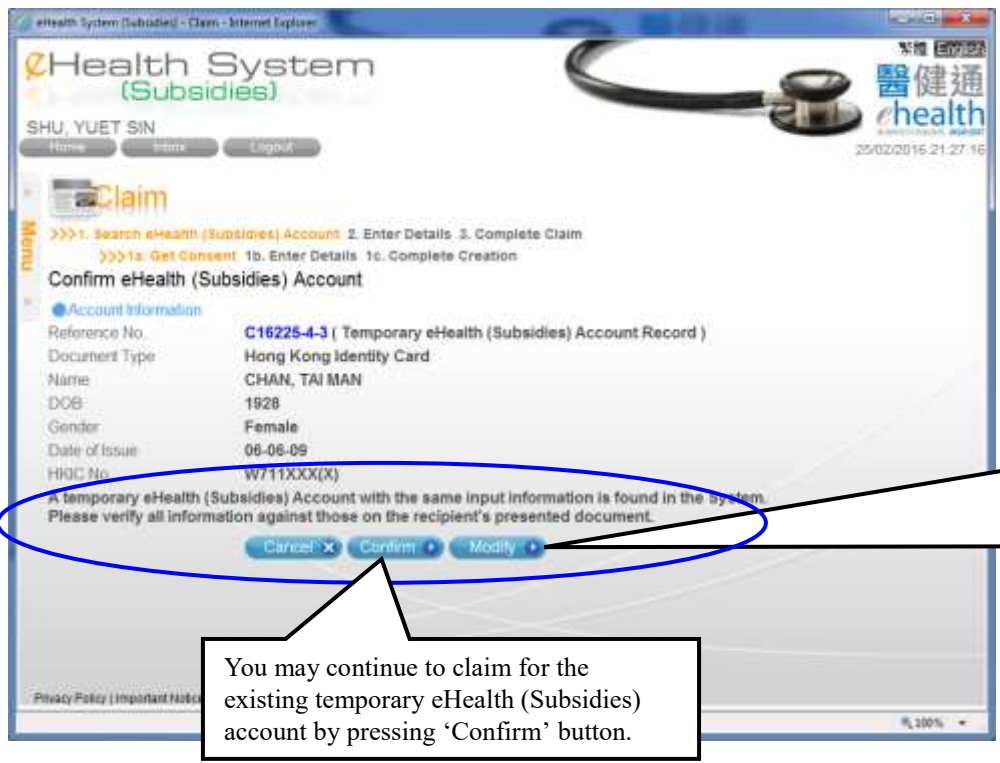 eHealth System (Subsidies) - Claim - Internet Explorer
繁體 English
eHealth System
(Subsidies)
醫健通
ehealth
SHU, YUET SIN
Home Inbox Logout
25/02/2016 21:27:16
Claim
Menu
>>>1. Search eHealth (Subsidies) Account 2. Enter Details 3. Complete Claim
>>>1a. Get Consent 1b. Enter Details 1c. Complete Creation
Confirm eHealth (Subsidies) Account
Account Information
Reference No. C16225-4-3 ( Temporary eHealth (Subsidies) Account Record )
Document Type Hong Kong Identity Card
Name CHAN, TAI MAN
DOB 1928
Gender Female
Date of Issue 06-06-09
HKIC No. W711XXX(X)
A temporary eHealth (Subsidies) Account with the same input information is found in the System.
Please verify all information against those on the recipient's presented document.
Cancel Confirm Modify
You may continue to claim for the
existing temporary eHealth (Subsidies)
account by pressing ‘Confirm’ button.
Privacy Policy | Important Notice
100%